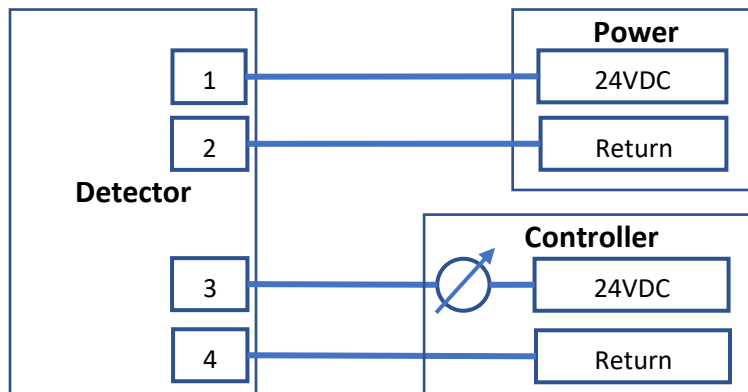 Power
1
24VDC
2
Return
Detector
Controller
3
24VDC
4
Return